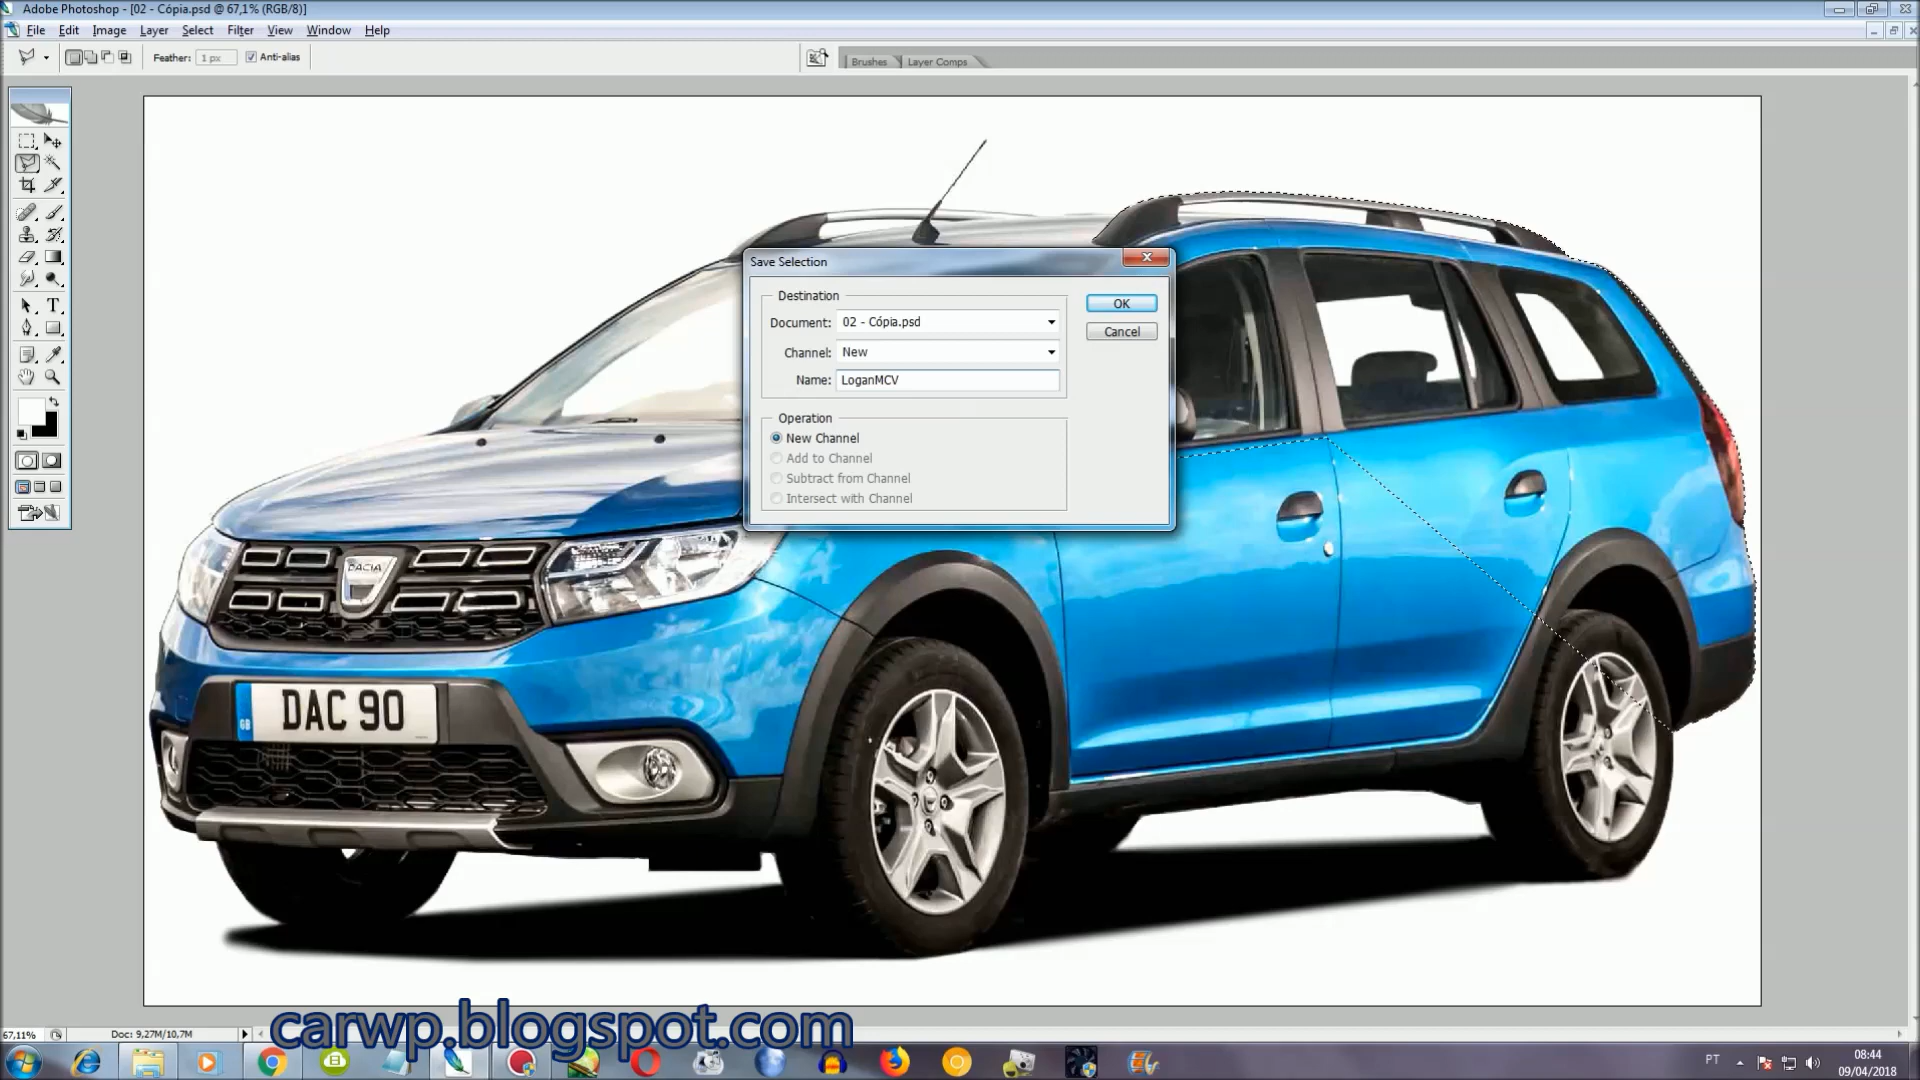 Adobe Photoshop - [02 - Cópia.psd @ 67,1% (RGB/8)]
File Edit Image Layer Select Filter View Window Help
Feather: 1 px Anti-alias
Brushes Layer Comps
Save Selection
Destination
Document: 02 - Cópia.psd
Channel: New
Name: LoganMCV
OK
Cancel
Operation
New Channel
Add to Channel
Subtract from Channel
Intersect with Channel
DACIA
GB DAC 90
67,11% Doc: 9,27M/10,7M
carwp.blogspot.com
PT
08:44
09/04/2018